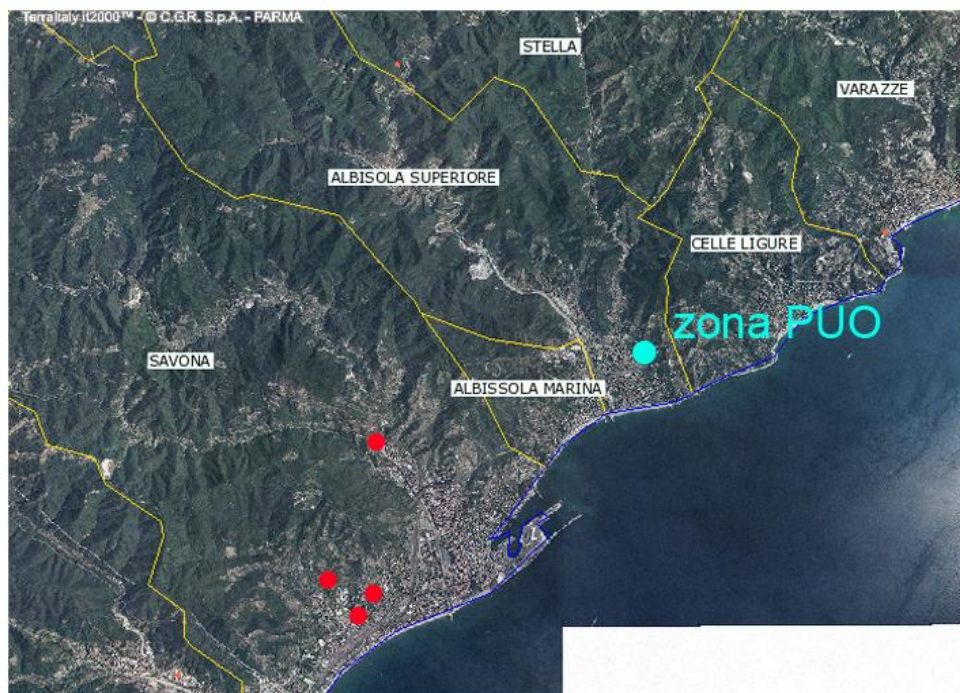 TerraItaly it2000™ - © C.G.R. S.p.A. - PARMA
STELLA
VARAZZE
ALBISOLA SUPERIORE
CELLE LIGURE
zona PUO
SAVONA
ALBISSOLA MARINA